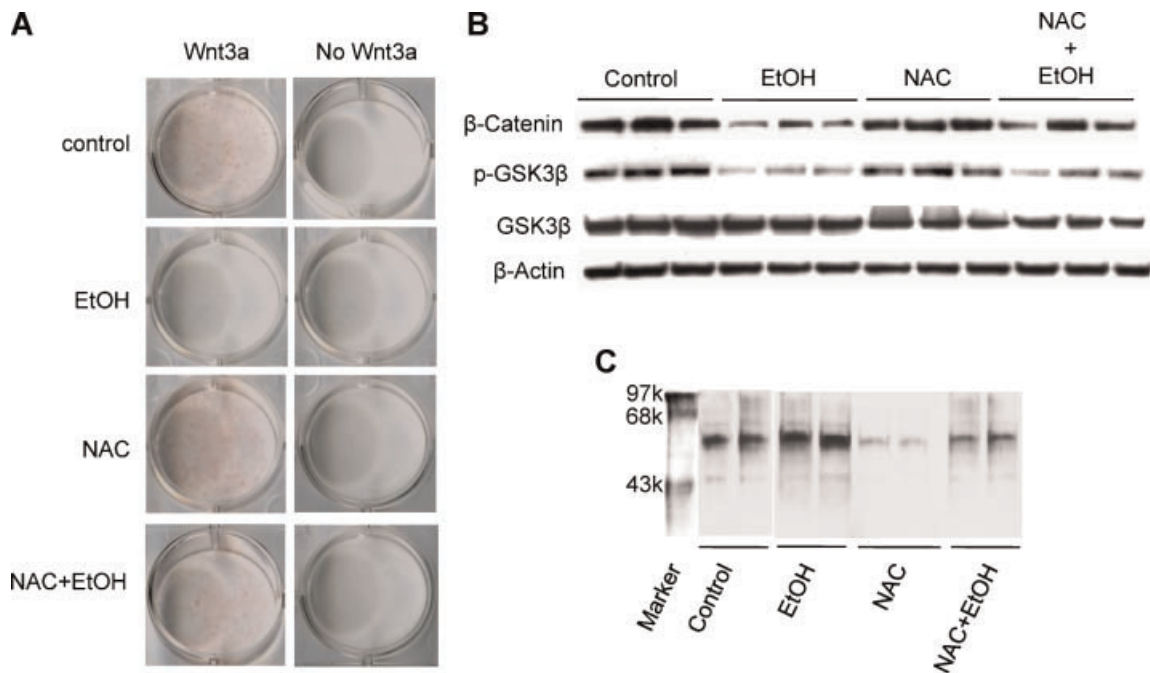 A
Wnt3a No Wnt3a
control
EtOH
NAC
NAC+EtOH
B
Control EtOH NAC NAC
+
EtOH
β-Catenin
p-GSK3β
GSK3β
β-Actin
C
97k
68k
43k
Marker Control EtOH NAC NAC+EtOH